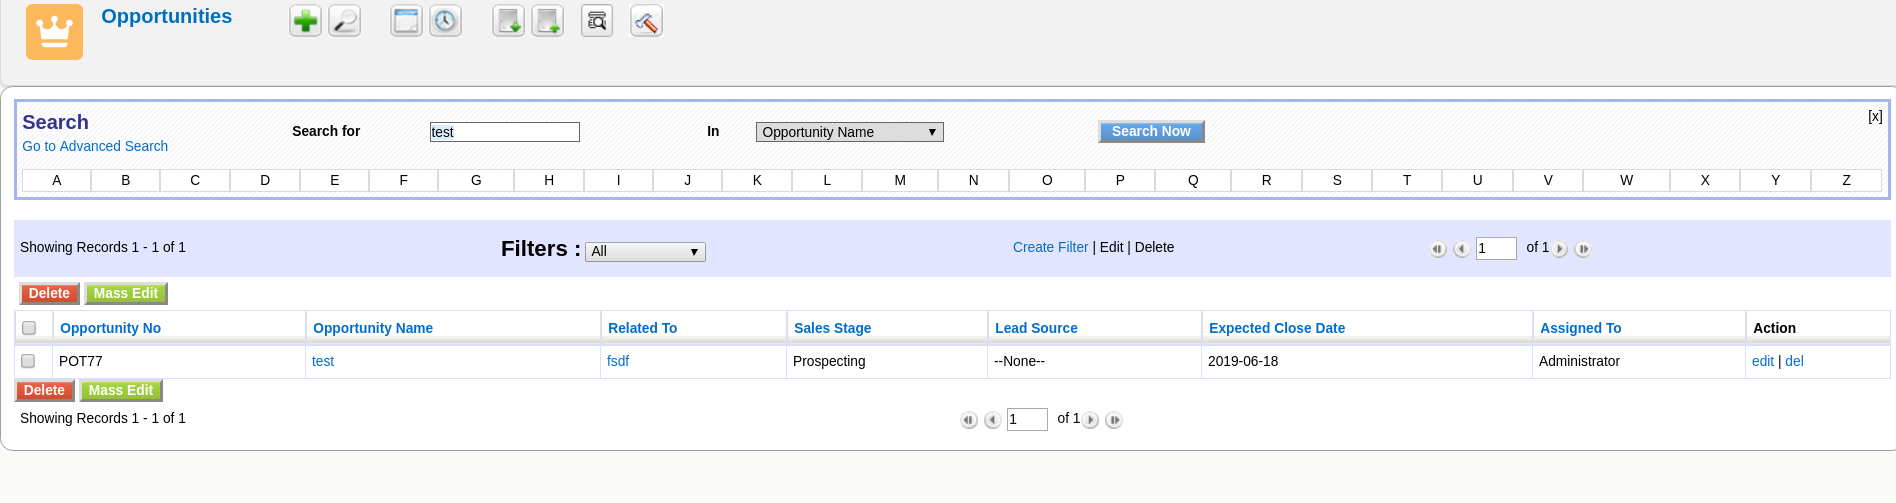 Opportunities
Search
Go to Advanced Search
Search for
test
In
Opportunity Name
Search Now
[x]
A B C D E F G H I J K L M N O P Q R S T U V W X Y Z
Showing Records 1 - 1 of 1
Filters :
All
Create Filter | Edit | Delete
1 of 1
Delete Mass Edit
Opportunity No Opportunity Name Related To Sales Stage Lead Source Expected Close Date Assigned To Action
POT77 test fsdf Prospecting --None-- 2019-06-18 Administrator edit | del
Delete Mass Edit
Showing Records 1 - 1 of 1
1 of 1